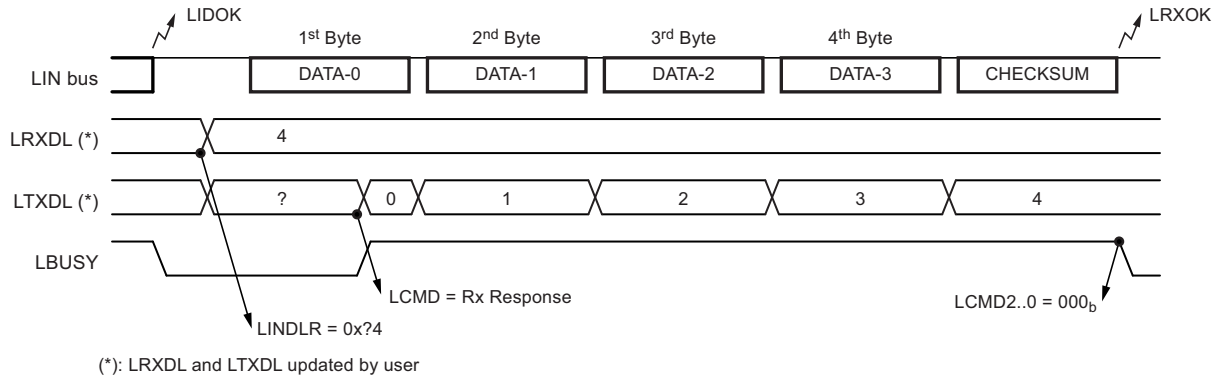 LIDOK
LRXOK
1st Byte 2nd Byte 3rd Byte 4th Byte
LIN bus DATA-0 DATA-1 DATA-2 DATA-3 CHECKSUM
LRXDL (*) 4
LTXDL (*) ? 0 1 2 3 4
LBUSY
LCMD = Rx Response
LCMD2..0 = 000b
LINDLR = 0x?4
(*): LRXDL and LTXDL updated by user